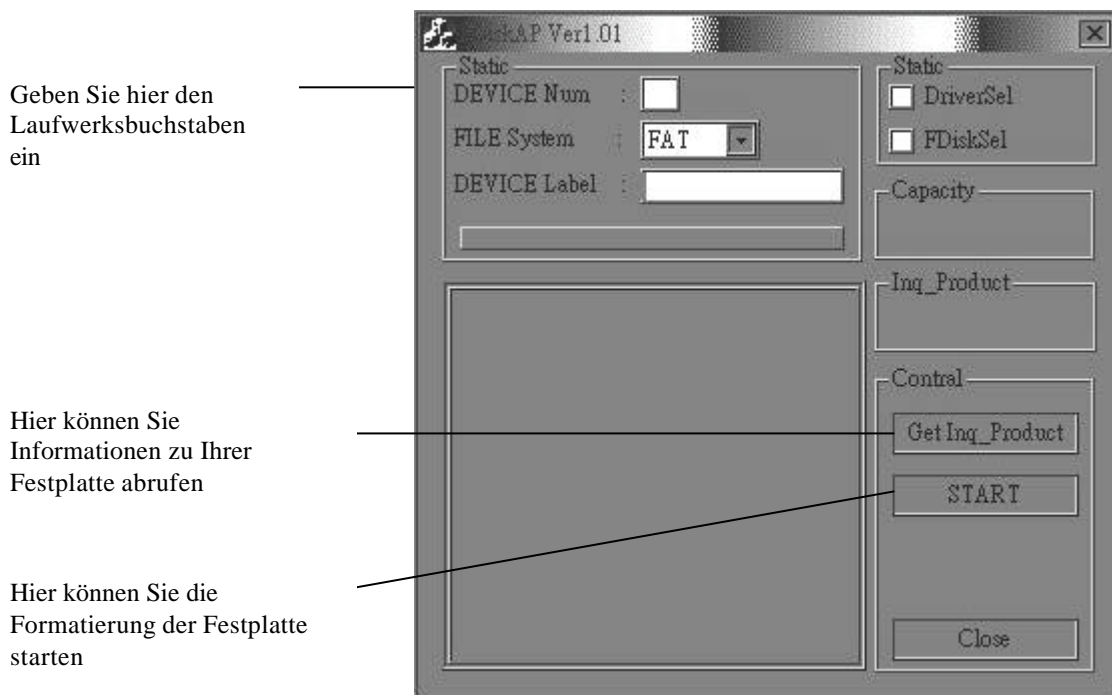 Geben Sie hier den
Laufwerksbuchstaben
ein
Hier können Sie
Informationen zu Ihrer
Festplatte abrufen
Hier können Sie die
Formatierung der Festplatte
starten
Ver1.01
Static
DEVICE Num :
FILE System : FAT
DEVICE Label :
Static
DriverSel
FDiskSel
Capacity
Inq_Product
Contral
Get Inq_Product
START
Close